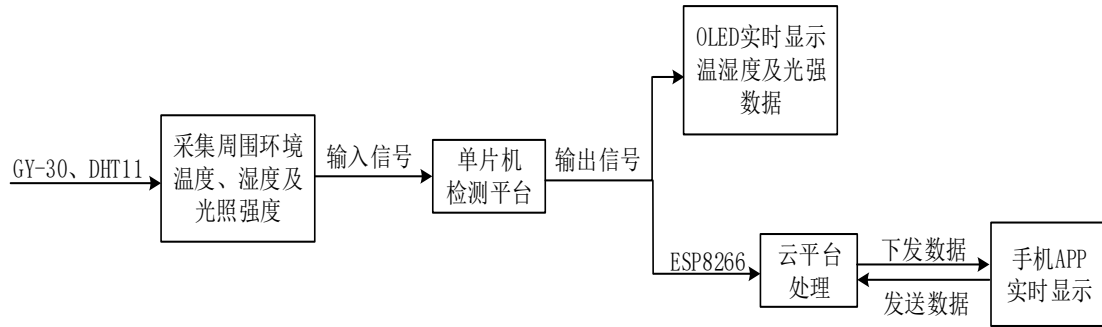 GY-30、DHT11
采集周围环境
温度、湿度及
光照强度
输入信号
单片机
检测平台
输出信号
OLED实时显示
温湿度及光强
数据
ESP8266
云平台
处理
下发数据
发送数据
手机APP
实时显示